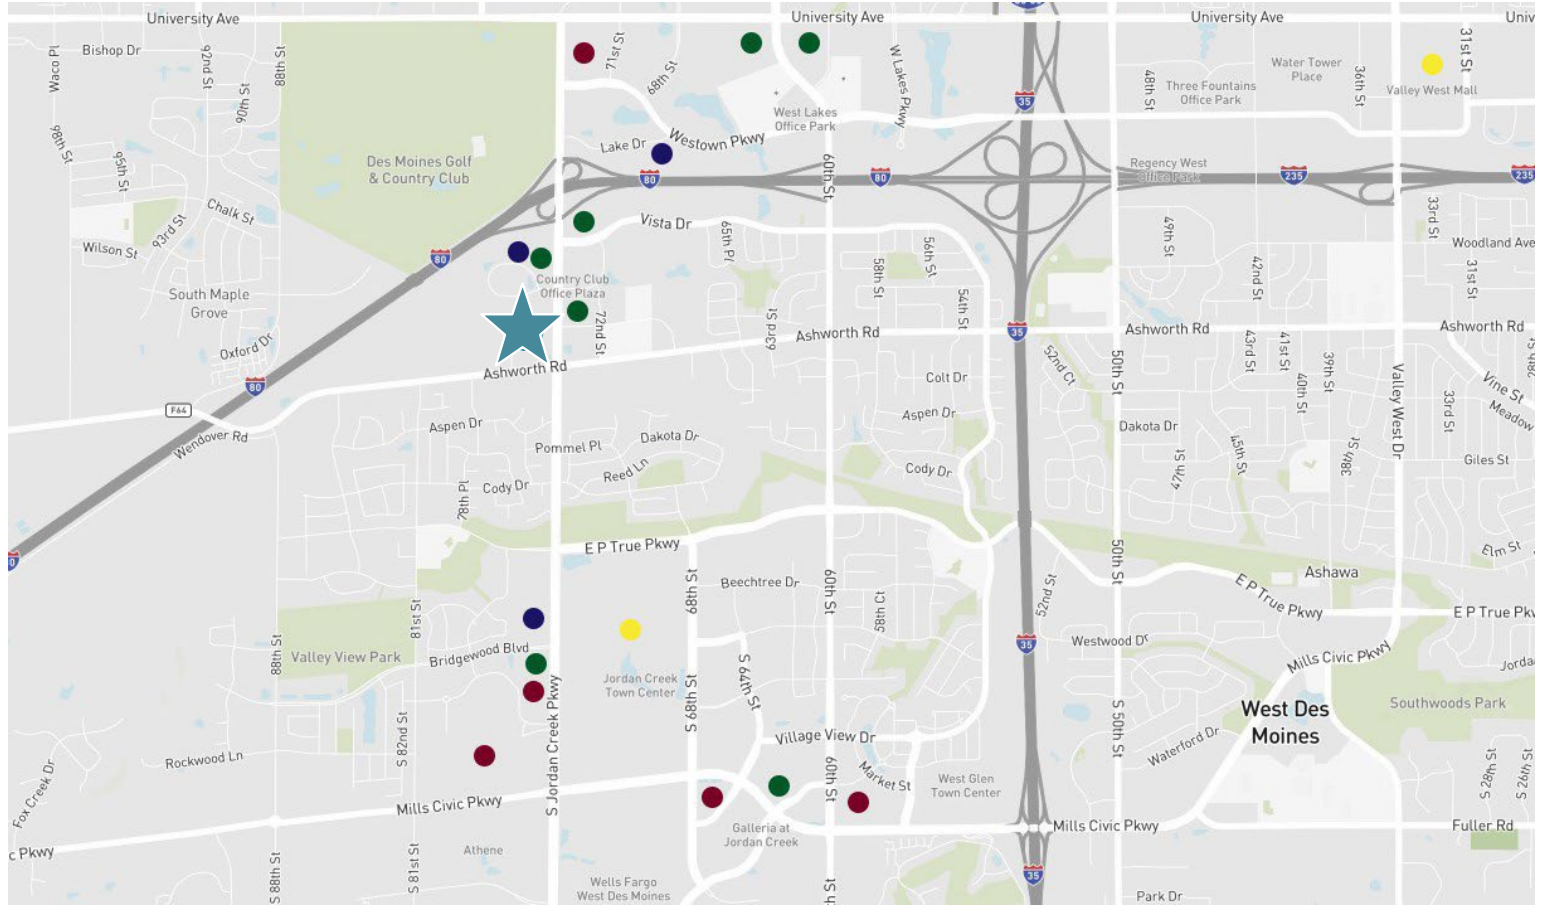 University Ave
University Ave
University Ave
Univ
Waco Pl
Bishop Dr
92nd St
90th St
88th St
71st St
68th St
W Lakes Pkwy
35
48th St
Three Fountains
Office Park
Water Tower
Place
36th St
31st St
Valley West Mall
West Lakes
Office Park
98th St
95th St
Des Moines Golf
& Country Club
Lake Dr
Westown Pkwy
60th St
80
80
Regency West
Office Park
235
235
Chalk St
93rd St
Wilson St
80
Vista Dr
65th Pl
58th St
56th St
49th St
42nd St
33rd St
31st St
Woodland Ave
South Maple
Grove
Country Club
Office Plaza
72nd St
63rd St
54th St
Ashworth Rd
35
Ashworth Rd
Ashworth Rd
Oxford Dr
80
Ashworth Rd
52nd Ct
50th St
43rd St
41st St
40th St
39th St
Valley West Dr
33rd St
Vine St
28th St
Meadow
F64
Wendover Rd
Aspen Dr
Pommel Pl
Dakota Dr
Reed Ln
Colt Dr
Aspen Dr
Cody Dr
Dakota Dr
47th St
45th St
38th St
Giles St
78th Pl
Cody Dr
E P True Pkwy
0
50th St
Elm St
Ashawa
E P True Pkwy
E P True Pkw
68th St
Beechtree Dr
60th St
58th Ct
52nd St
81st St
35
Westwood Dr
Mills Civic Pkwy
Jorda
88th St
Valley View Park
Bridgewood Blvd
Jordan Creek
Town Center
S 68th St
S 64th St
S Jordan Creek Pkwy
S 82nd St
Rockwood Ln
Fox Creek Dr
Village View Dr
60th St
Market St
West Glen
Town Center
S 50th St
Waterford Dr
West Des
Moines
Southwoods Park
S 28th St
S 26th St
Mills Civic Pkwy
Galleria at
Jordan Creek
Mills Civic Pkwy
Fuller Rd
c Pkwy
S 88th St
S 81st St
Athene
Wells Fargo
West Des Moines
h St
35
Park Dr